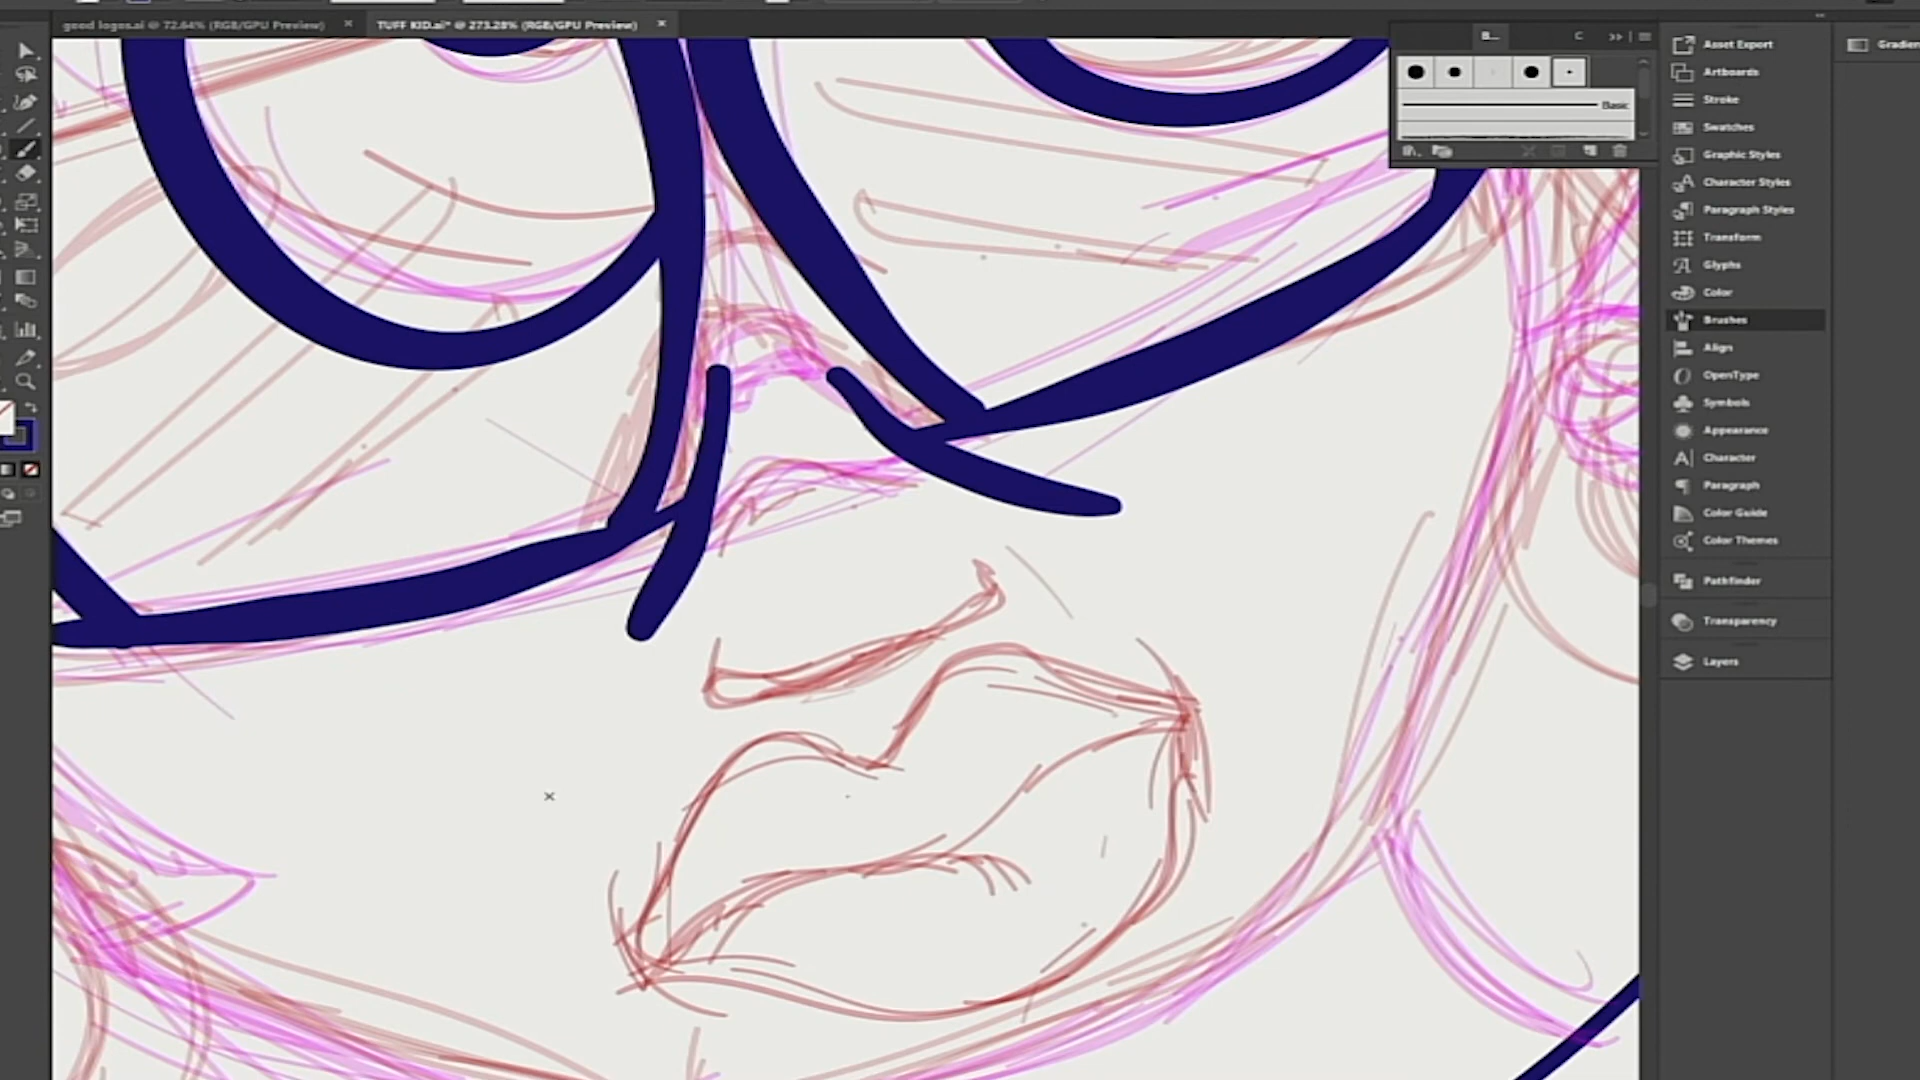 good logos.ai @ 72.64% (RGB/GPU Preview)
TUFF KID.ai* @ 273.28% (RGB/GPU Preview)
B...
C
Basic
Asset Export
Artboards
Stroke
Swatches
Graphic Styles
Character Styles
Paragraph Styles
Transform
Glyphs
Color
Brushes
Align
OpenType
Symbols
Appearance
Character
Paragraph
Color Guide
Color Themes
Pathfinder
Transparency
Layers
Gradien